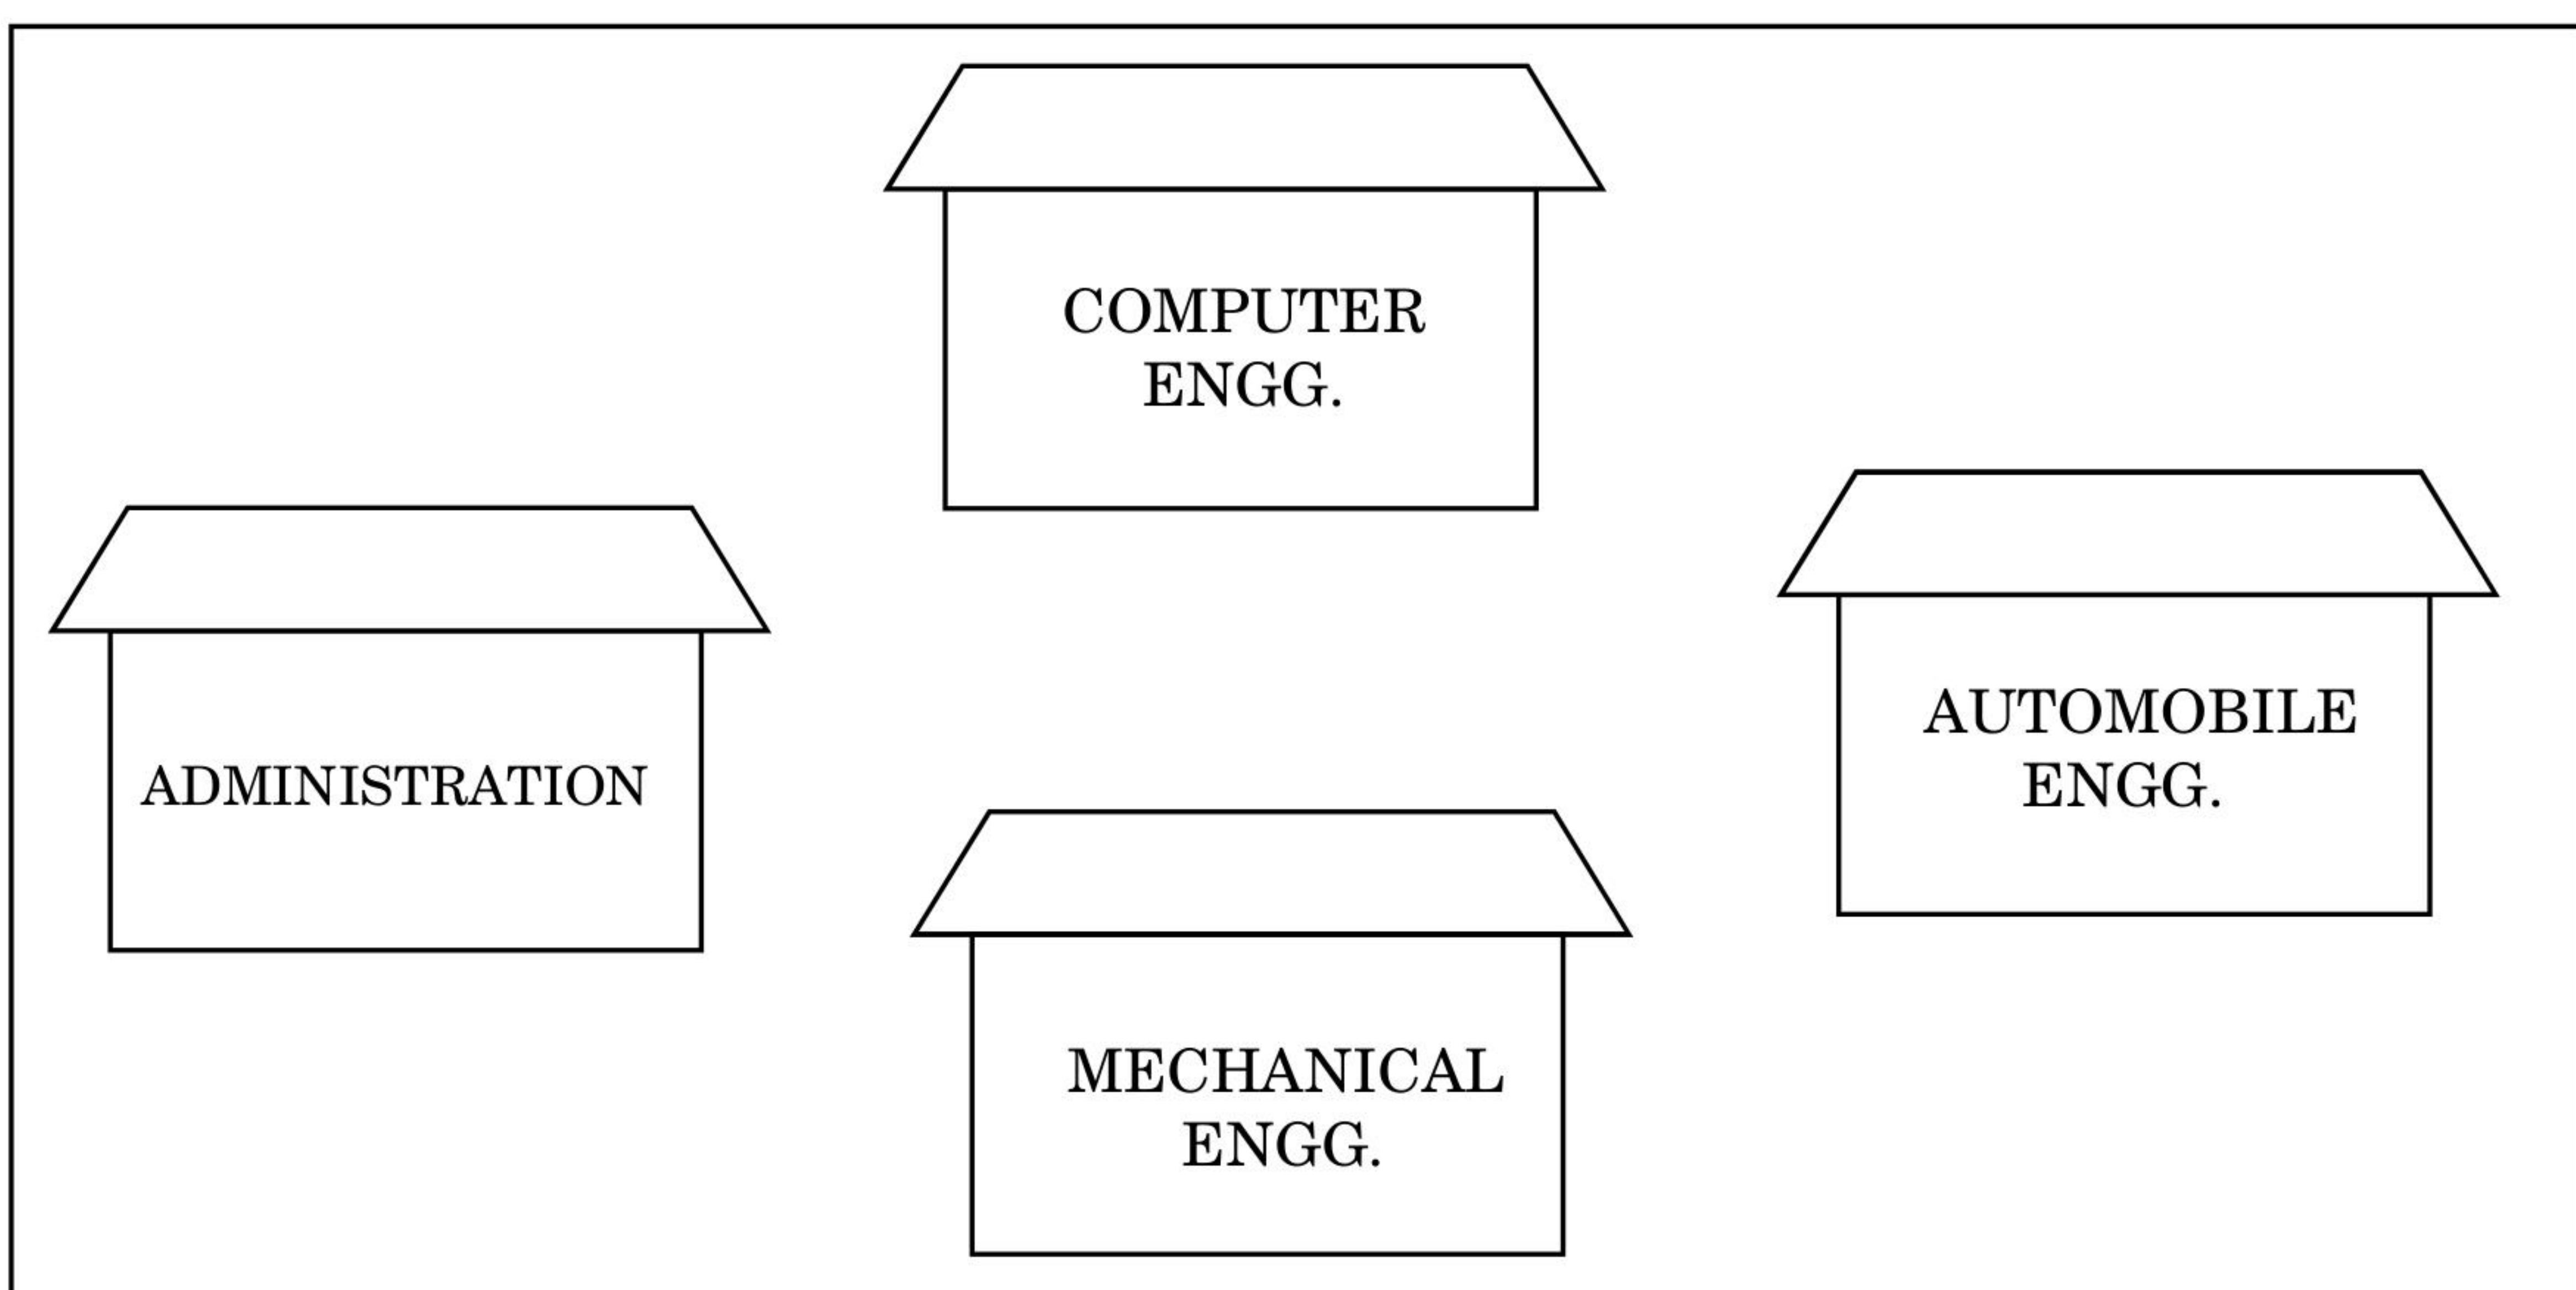 COMPUTER
ENGG.
ADMINISTRATION
AUTOMOBILE
ENGG.
MECHANICAL
ENGG.